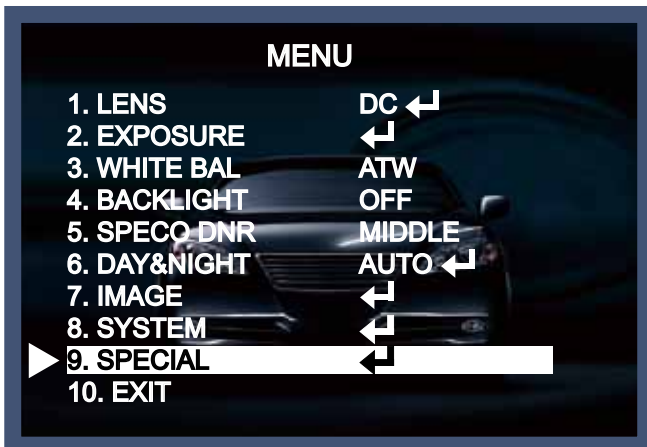 MENU
1. LENS DC ↵
2. EXPOSURE ↵
3. WHITE BAL ATW
4. BACKLIGHT OFF
5. SPECO DNR MIDDLE
6. DAY&NIGHT AUTO ↵
7. IMAGE ↵
8. SYSTEM ↵
9. SPECIAL ↵
10. EXIT